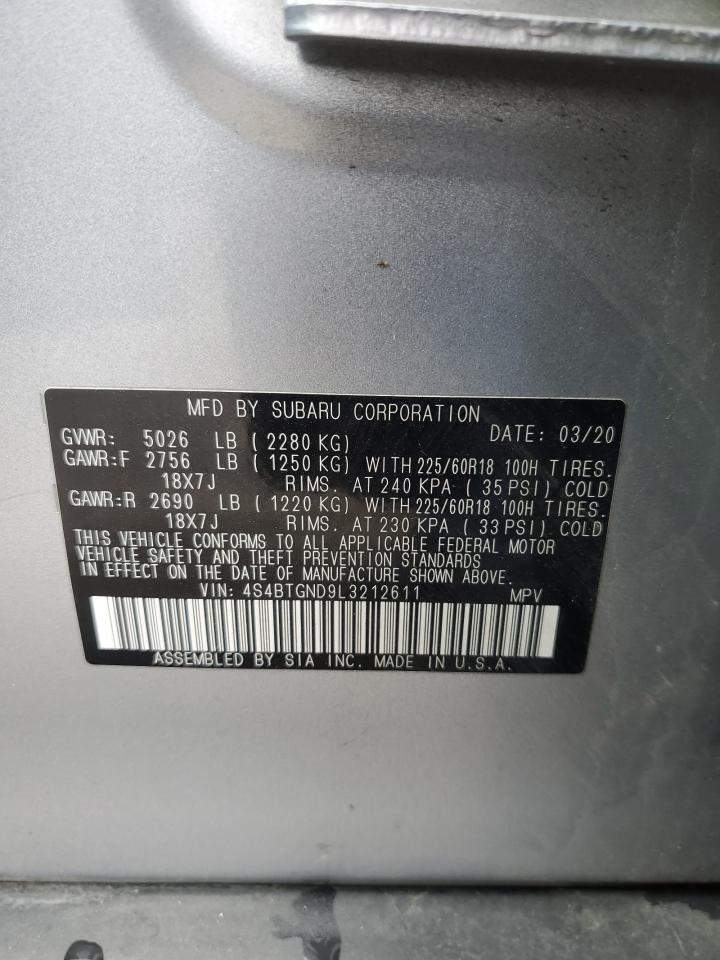 MFD BY SUBARU CORPORATION
GVWR: 5026 LB ( 2280 KG) DATE: 03/20
GAWR:F 2756 LB ( 1250 KG) WITH 225/60R18 100H TIRES.
18X7J RIMS. AT 240 KPA ( 35 PSI) COLD
GAWR:R 2690 LB ( 1220 KG) WITH 225/60R18 100H TIRES.
18X7J RIMS. AT 230 KPA ( 33 PSI) COLD
THIS VEHICLE CONFORMS TO ALL APPLICABLE FEDERAL MOTOR
VEHICLE SAFETY AND THEFT PREVENTION STANDARDS
IN EFFECT ON THE DATE OF MANUFACTURE SHOWN ABOVE.
VIN: 4S4BTGND9L3212611 MPV
ASSEMBLED BY SIA INC. MADE IN U.S.A.